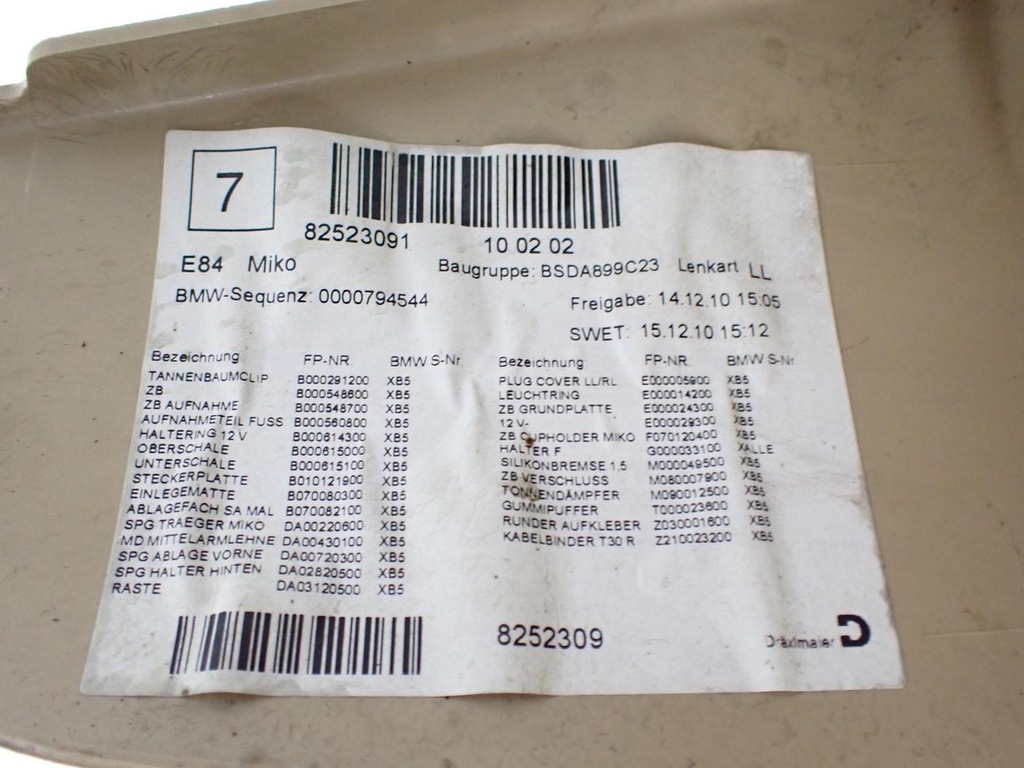 7
82523091 10 02 02
E84 Miko Baugruppe: BSDA899C23 Lenkart LL
BMW-Sequenz: 0000794544 Freigabe: 14.12.10 15:05
SWET: 15.12.10 15:12
Bezeichnung FP-NR. BMW S-Nr.
TANNENBAUMCLIP B000291200 XB5
ZB B000548600 XB5
ZB AUFNAHME B000548700 XB5
AUFNAHMETEIL FUSS B000560800 XB5
HALTERING 12 V B000614300 XB5
OBERSCHALE B000615000 XB5
UNTERSCHALE B000615100 XB5
STECKERPLATTE B010121900 XB5
EINLEGEMATTE B070080300 XB5
ABLAGEFACH SA MAL B070082100 XB5
SPG TRAEGER MIKO DA00220600 XB5
MD MITTELARMLEHNE DA00430100 XB5
SPG ABLAGE VORNE DA00720300 XB5
SPG HALTER HINTEN DA02820500 XB5
RASTE DA03120500 XB5
Bezeichnung FP-NR. BMW S-Nr
PLUG COVER LL/RL E000005900 XB5
LEUCHTRING E000014200 XB5
ZB GRUNDPLATTE E000024300 XB5
12 V- E000029300 XB5
ZB CUPHOLDER MIKO F070120400 XB5
HALTER F G000033100 XALLE
SILIKONBREMSE 1,5 M000049500 XB5
ZB VERSCHLUSS M080007900 XB5
TONNENDÄMPFER M090012500 XB5
GUMMIPUFFER T000023600 XB5
RUNDER AUFKLEBER Z030001600 XB5
KABELBINDER T30 R Z210023200 XB5
8252309
Dräxlmaier